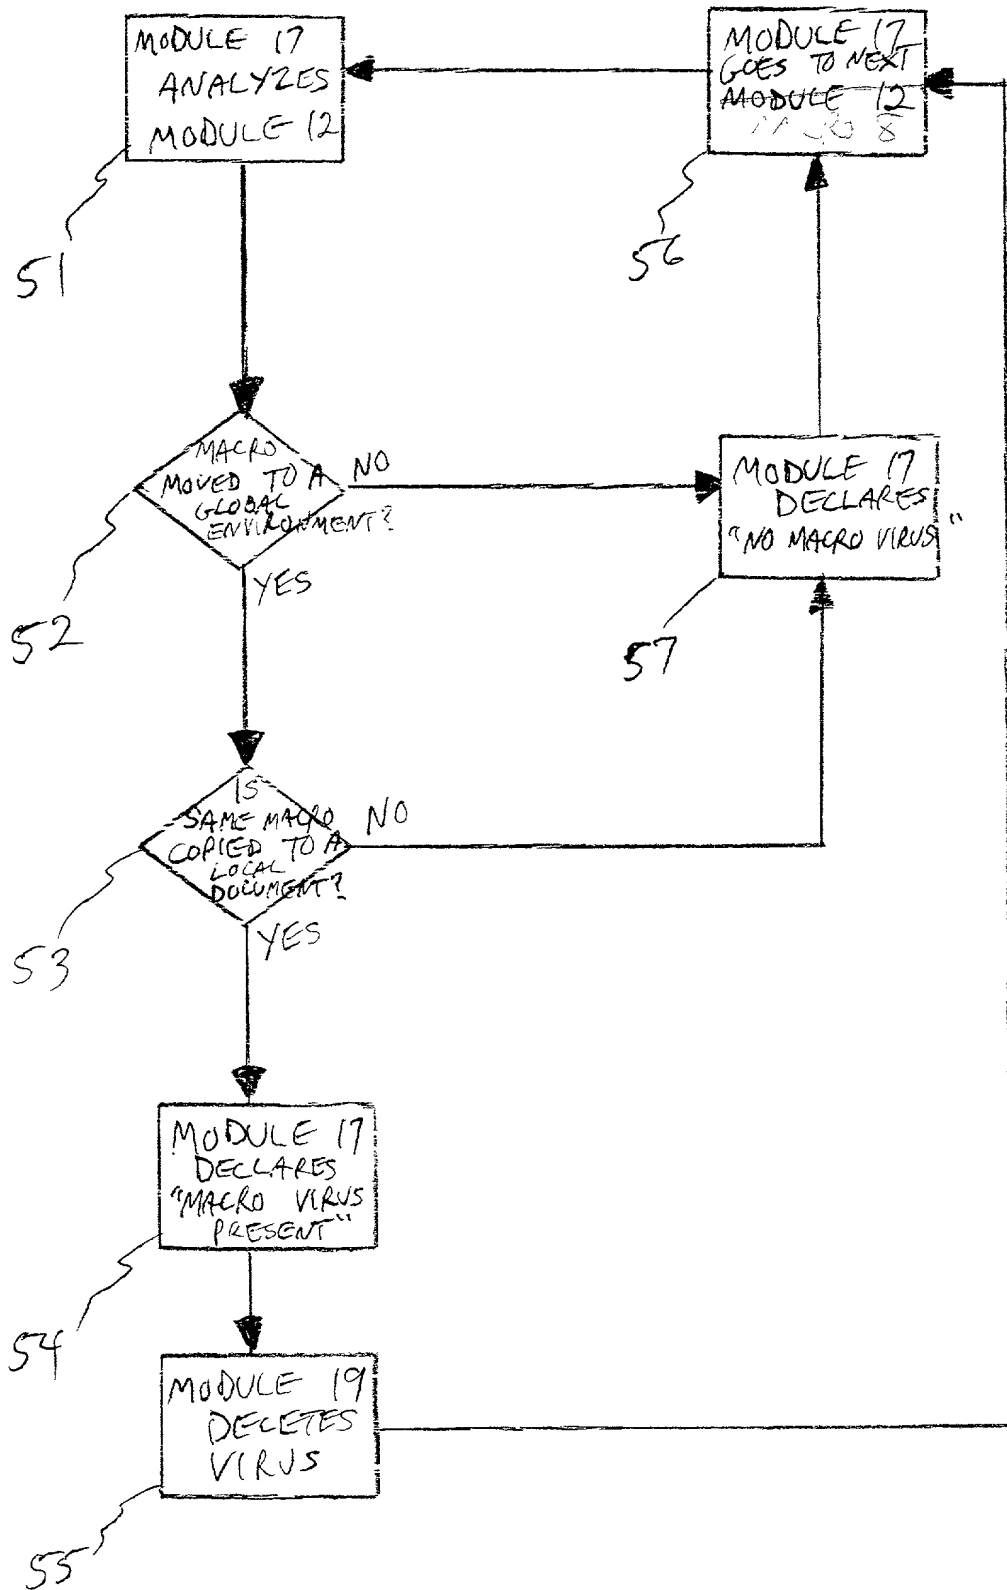 MODULE 17
ANALYZES
MODULE 12
51
MODULE 17
GOES TO NEXT
MODULE 12
56
MACRO
MOVED TO A
GLOBAL
ENVIRONMENT?
NO
YES
52
MODULE 17
DECLARES
"NO MACRO VIRUS"
57
IS
SAME MACRO
COPIED TO A
LOCAL
DOCUMENT?
NO
YES
53
MODULE 17
DECLARES
"MACRO VIRUS
PRESENT"
54
MODULE 19
DELETES
VIRUS
55